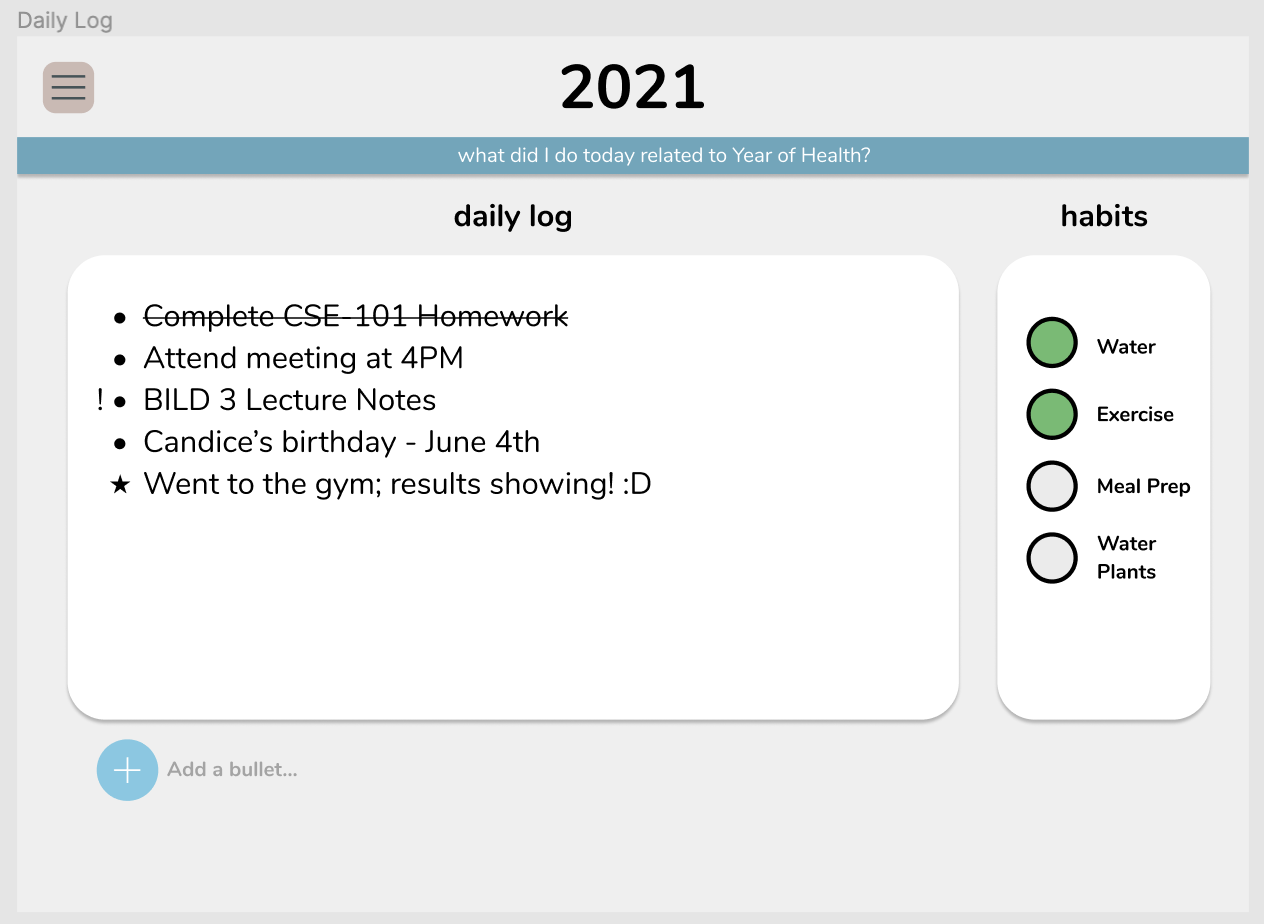 Daily Log
2021
what did I do today related to Year of Health?
daily log
• Complete CSE-101 Homework
• Attend meeting at 4PM
! • BILD 3 Lecture Notes
• Candice’s birthday - June 4th
★ Went to the gym; results showing! :D
habits
Water
Exercise
Meal Prep
Water
Plants
Add a bullet...